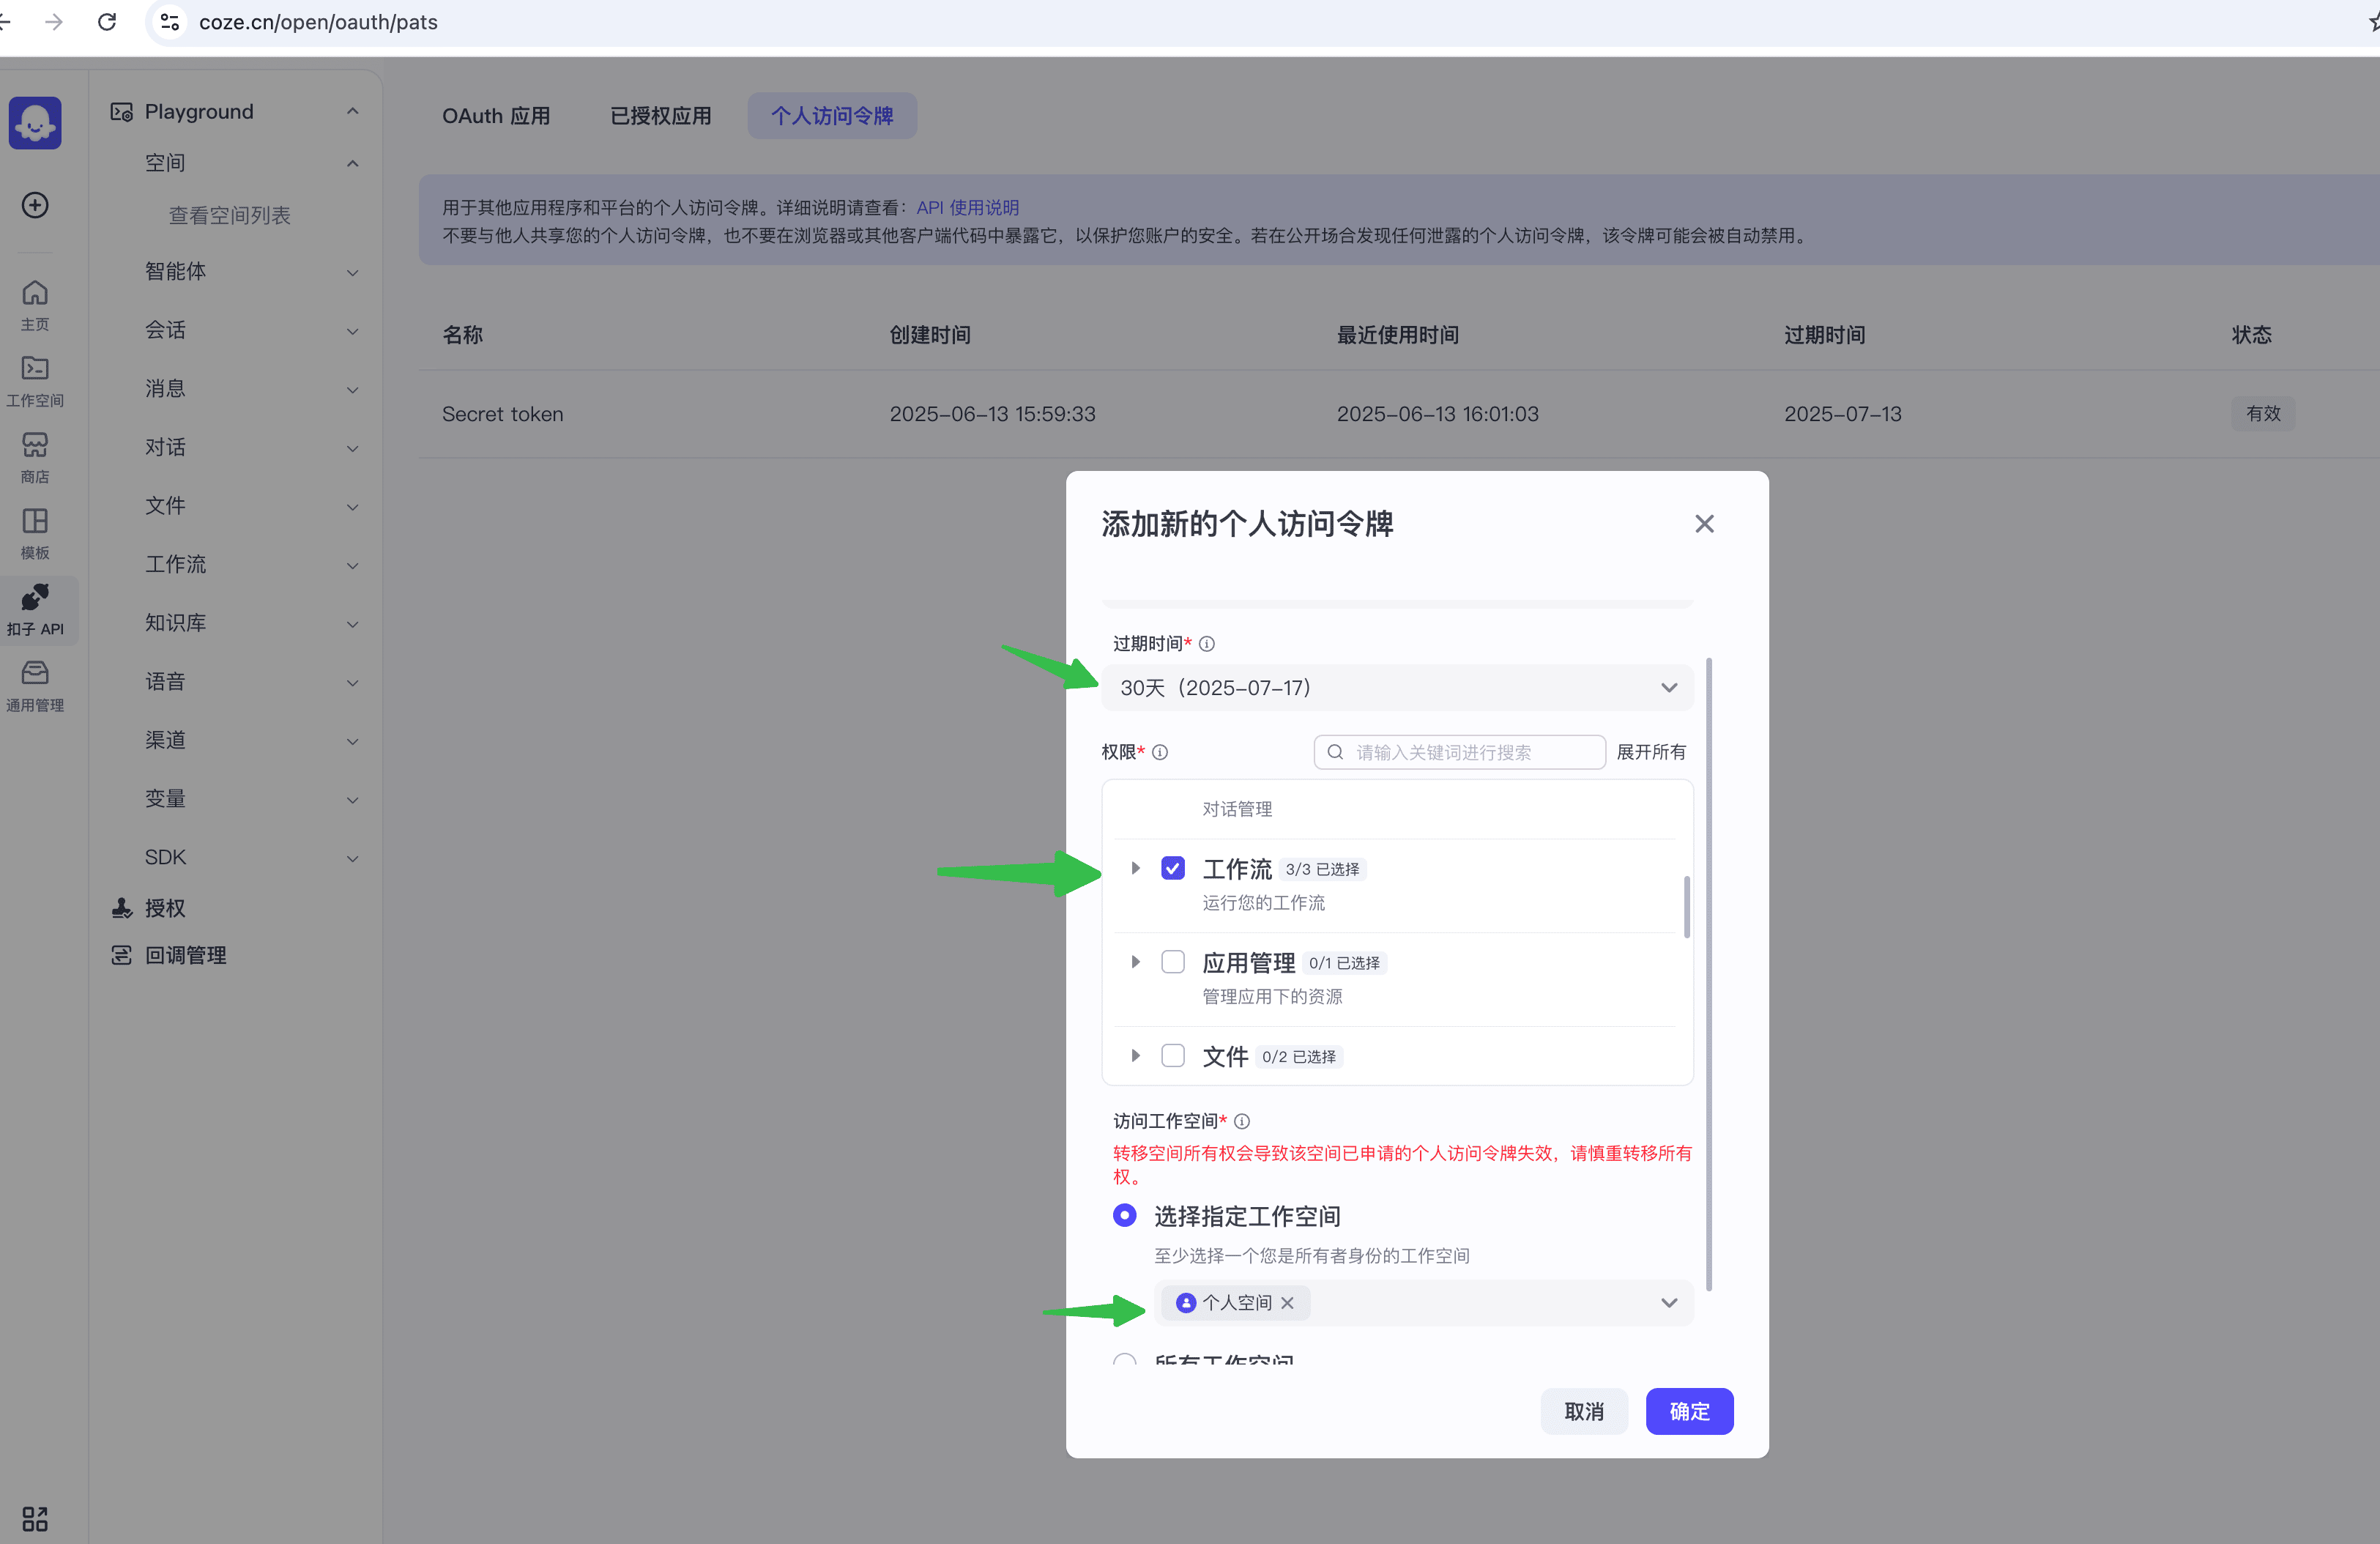 coze.cn/open/oauth/pats
主页
工作空间
商店
模板
扣子 API
通用管理
Playground
空间
查看空间列表
智能体
会话
消息
对话
文件
工作流
知识库
语音
渠道
变量
SDK
授权
回调管理
OAuth 应用
已授权应用
个人访问令牌
用于其他应用程序和平台的个人访问令牌。详细说明请查看：API 使用说明
不要与他人共享您的个人访问令牌，也不要在浏览器或其他客户端代码中暴露它，以保护您账户的安全。若在公开场合发现任何泄露的个人访问令牌，该令牌可能会被自动禁用。
名称 创建时间 最近使用时间 过期时间 状态
Secret token 2025-06-13 15:59:33 2025-06-13 16:01:03 2025-07-13 有效
添加新的个人访问令牌
过期时间*
30天（2025-07-17）
权限* 请输入关键词进行搜索 展开所有
对话管理
工作流 3/3 已选择
运行您的工作流
应用管理 0/1 已选择
管理应用下的资源
文件 0/2 已选择
访问工作空间*
转移空间所有权会导致该空间已申请的个人访问令牌失效，请慎重转移所有
权。
选择指定工作空间
至少选择一个您是所有者身份的工作空间
个人空间
所有工作空间
取消 确定